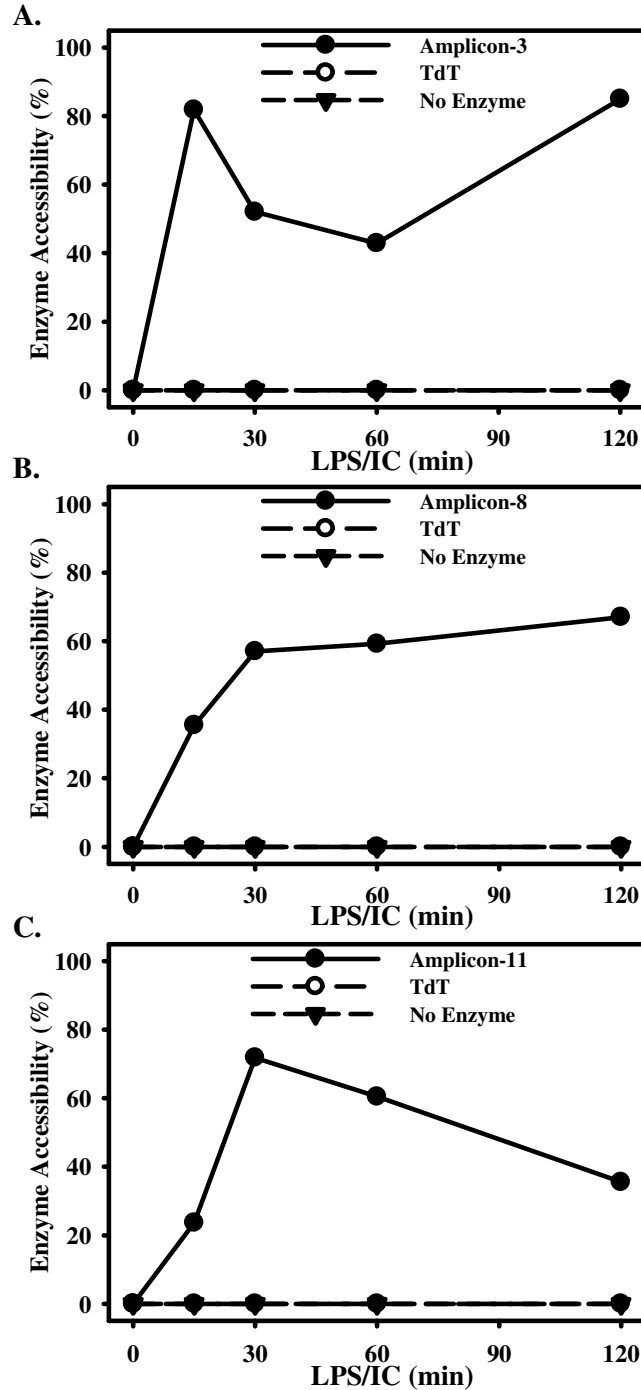 A.
100
80
60
40
20
0
Enzyme Accessibility (%)
Amplicon-3
TdT
No Enzyme
0 30 60 90 120
LPS/IC (min)
B.
100
80
60
40
20
0
Enzyme Accessibility (%)
Amplicon-8
TdT
No Enzyme
0 30 60 90 120
LPS/IC (min)
C.
100
80
60
40
20
0
Enzyme Accessibility (%)
Amplicon-11
TdT
No Enzyme
0 30 60 90 120
LPS/IC (min)